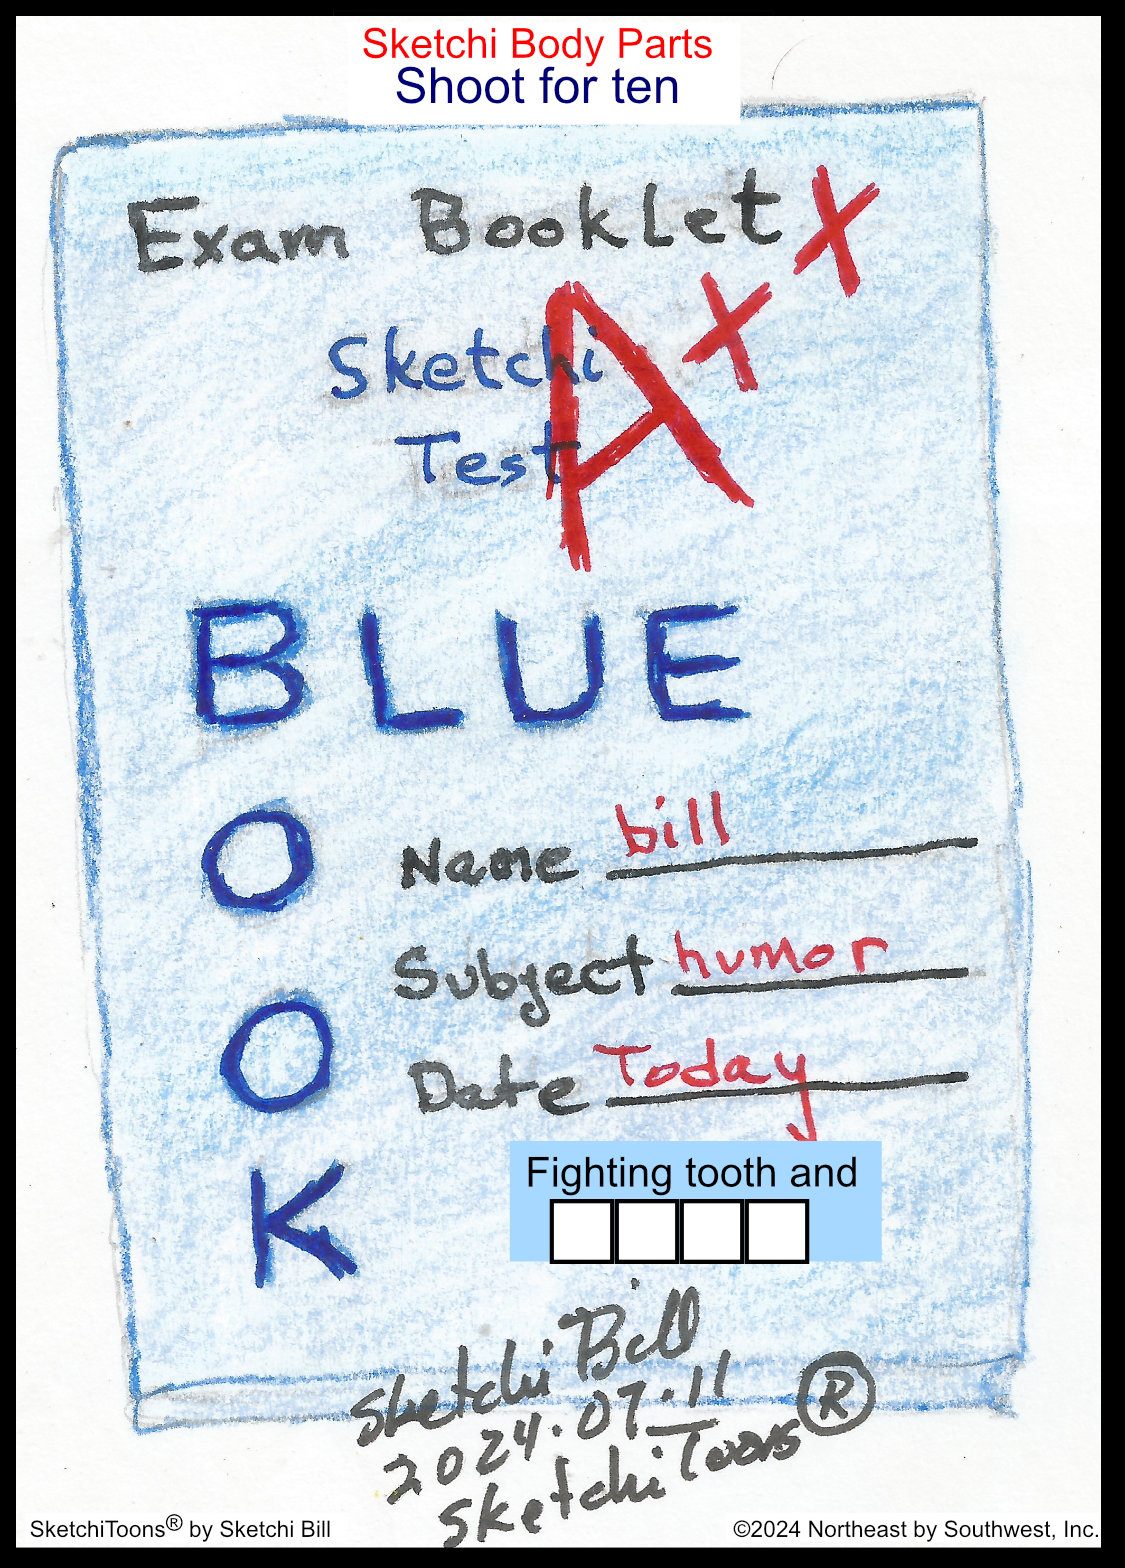 Sketchi Body Parts
Shoot for ten
Exam Booklet
A++
Sketchi
Test
BLUE
BOOK
Name bill
Subject humor
Date Today
Fighting tooth and
Sketchi Bill
2024.07.11
SketchiToons®
SketchiToons® by Sketchi Bill
©2024 Northeast by Southwest, Inc.